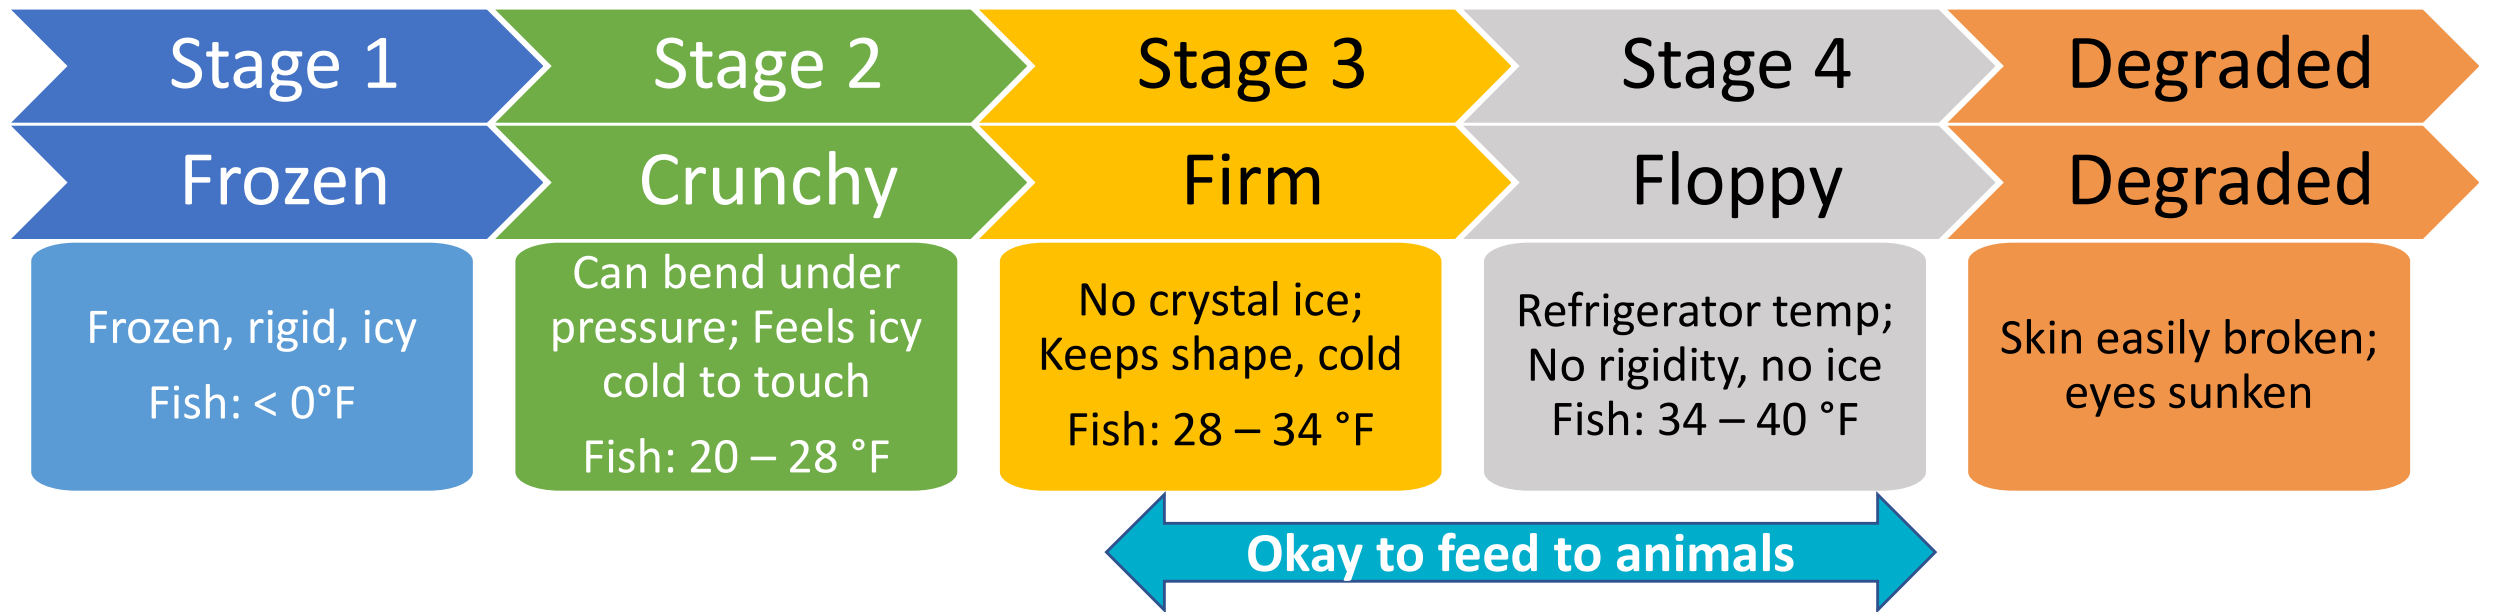 Stage 1
Stage 2
Stage 3
Stage 4
Degraded
Frozen
Crunchy
Firm
Floppy
Degraded
Frozen, rigid, icy
Fish: < 0°F
Can bend under
pressure; Feels icy
cold to touch
Fish: 20 – 28 °F
No crystal ice;
Keeps shape, cold
Fish: 28 – 34 °F
Refrigeration temp;
No rigidity, no ice
Fish: 34 –40 °F
Skin easily broken;
eyes sunken
Okay to feed to animals